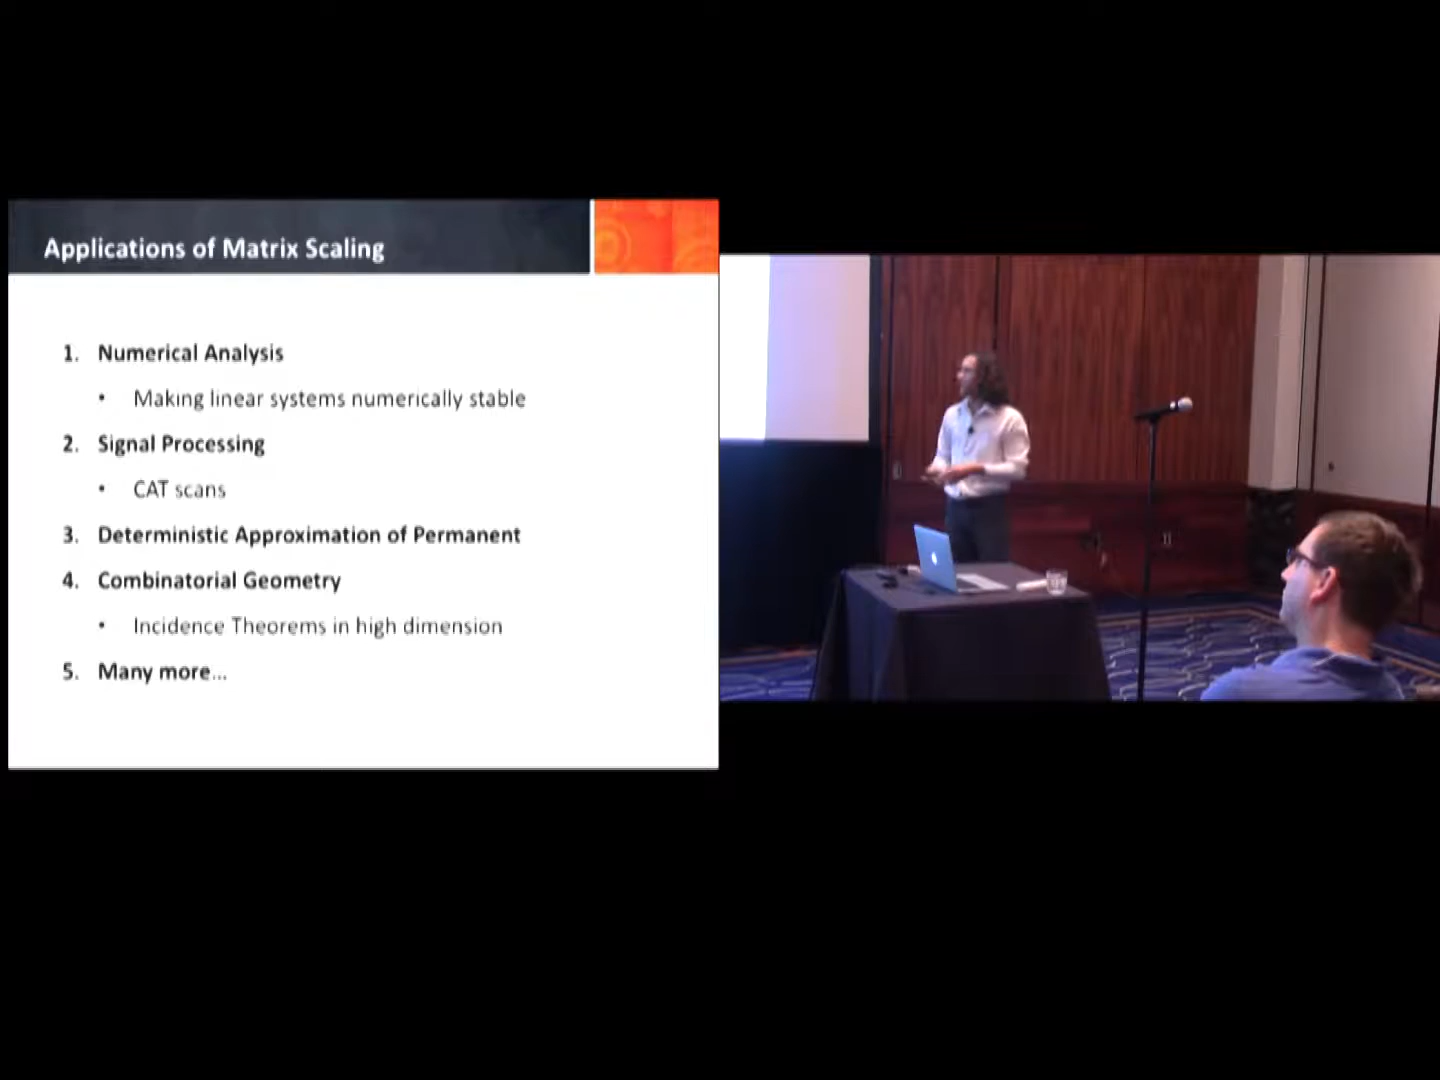 Applications of Matrix Scaling
1. Numerical Analysis
• Making linear systems numerically stable
2. Signal Processing
• CAT scans
3. Deterministic Approximation of Permanent
4. Combinatorial Geometry
• Incidence Theorems in high dimension
5. Many more...